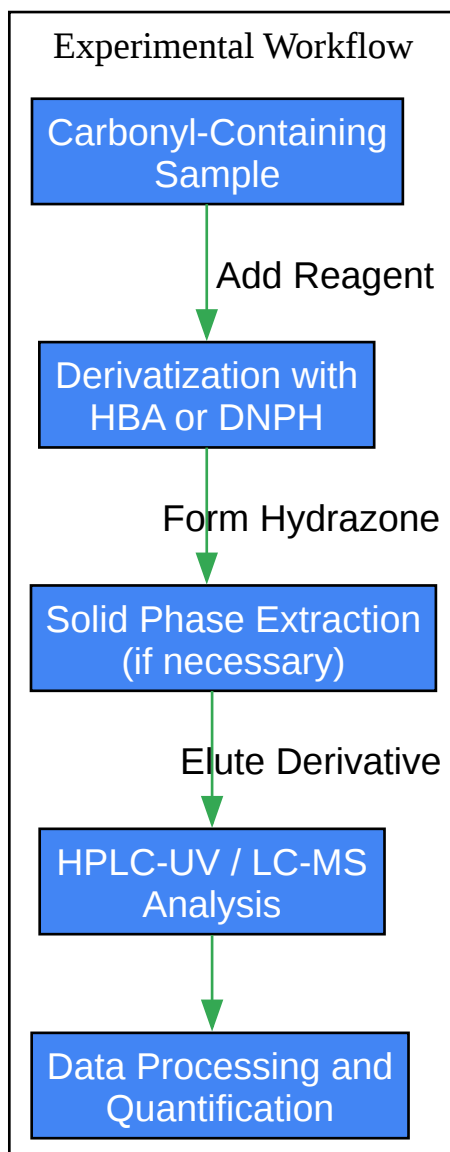 Experimental Workflow
Carbonyl-Containing
Sample
Add Reagent
Derivatization with
HBA or DNPH
Form Hydrazone
Solid Phase Extraction
(if necessary)
Elute Derivative
HPLC-UV / LC-MS
Analysis
Data Processing and
Quantification